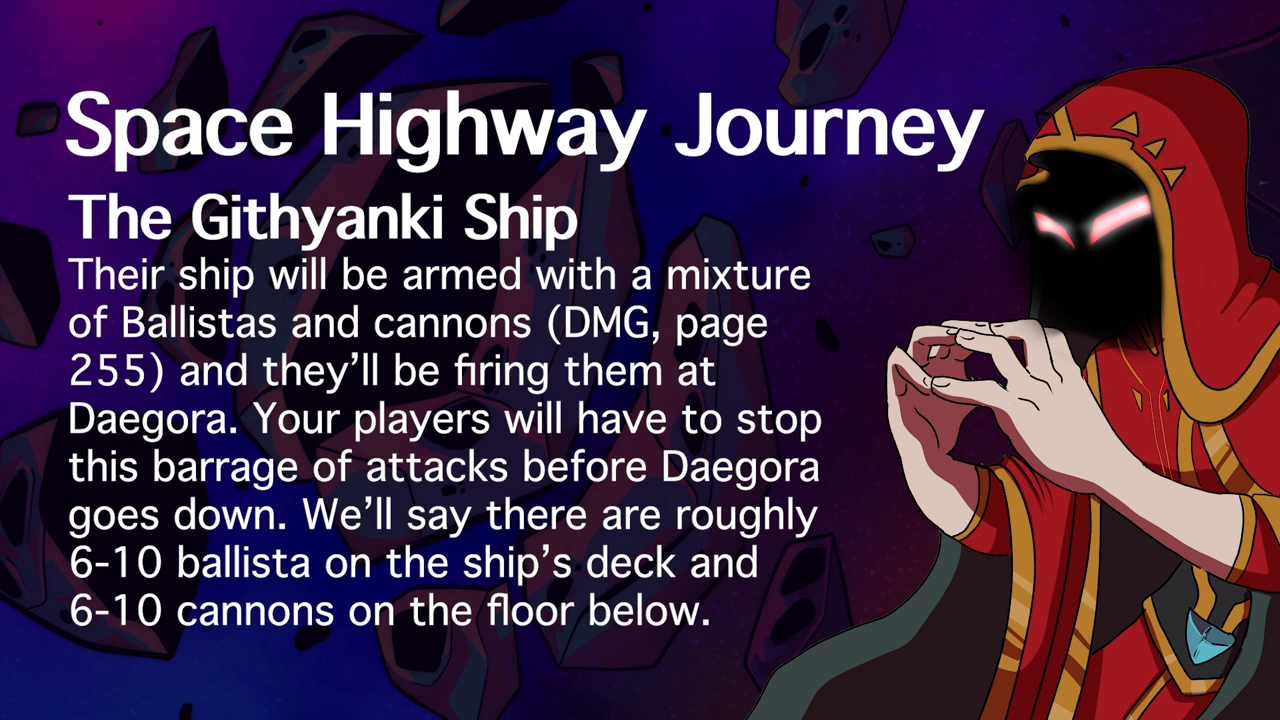 Space Highway Journey
The Githyanki Ship
Their ship will be armed with a mixture
of Ballistas and cannons (DMG, page
255) and they’ll be firing them at
Daegora. Your players will have to stop
this barrage of attacks before Daegora
goes down. We’ll say there are roughly
6-10 ballista on the ship’s deck and
6-10 cannons on the floor below.